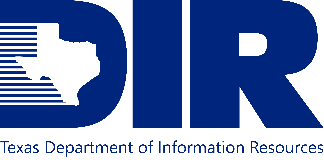 DIR
Texas Department of Information Resources